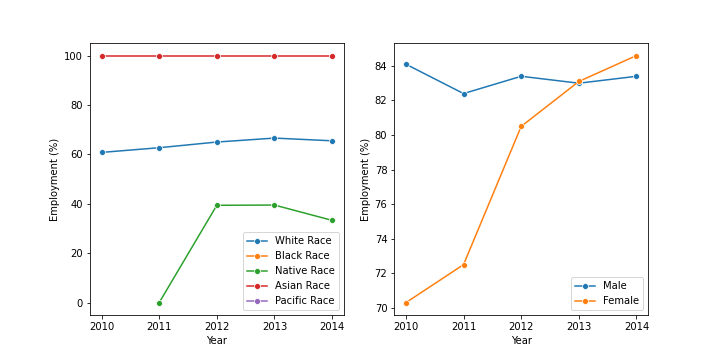 100
80
60
40
20
0
Employment (%)
2010 2011 2012 2013 2014
Year
White Race
Black Race
Native Race
Asian Race
Pacific Race
84
82
80
78
76
74
72
70
Employment (%)
2010 2011 2012 2013 2014
Year
Male
Female